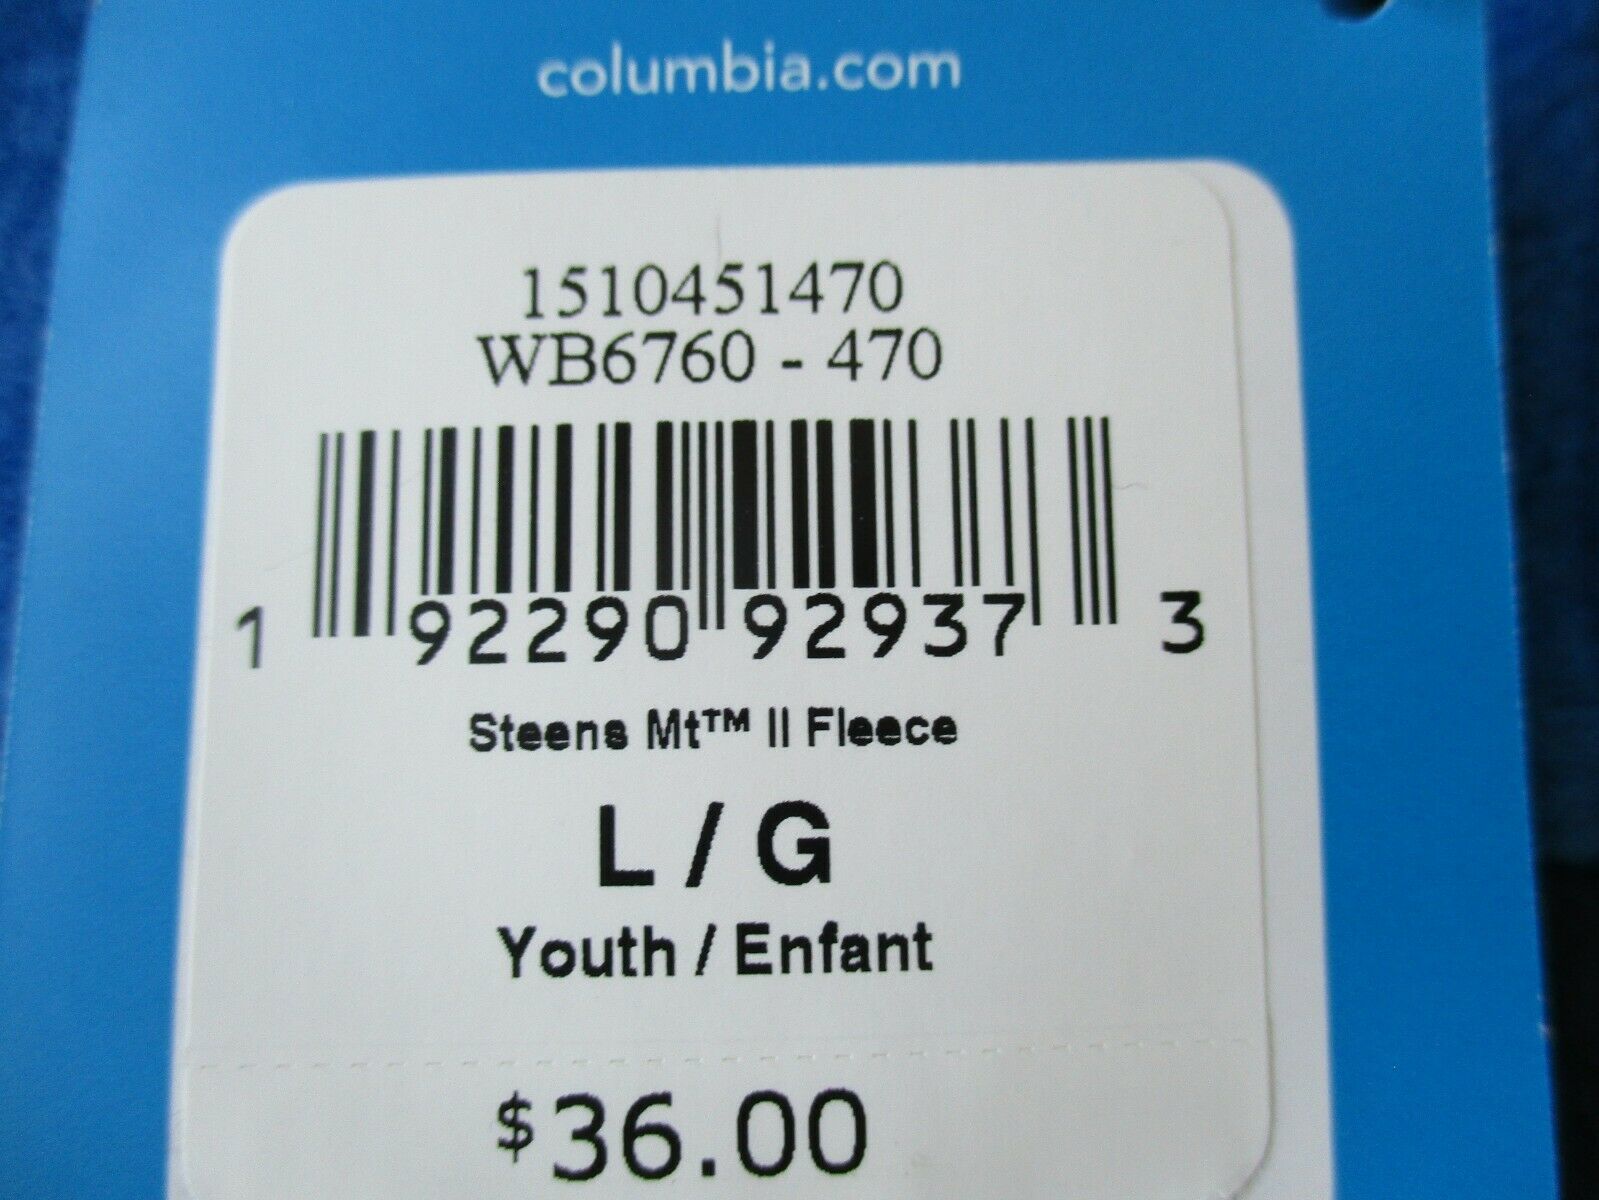 columbia.com
1510451470
WB6760 - 470
1 92290 92937 3
Steens Mt™ II Fleece
L / G
Youth / Enfant
$36.00